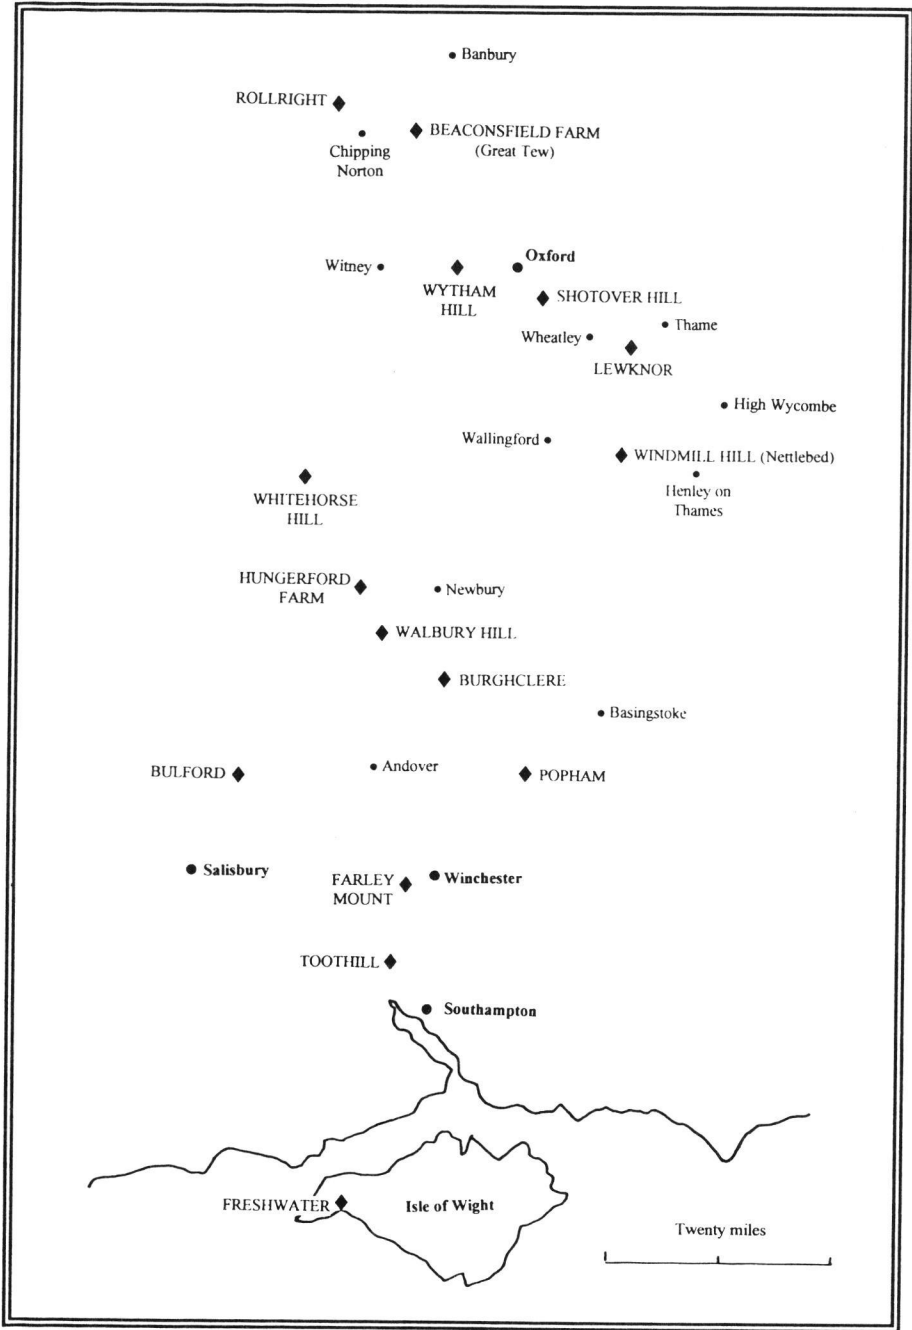 Banbury
ROLLRIGHT
BEACONSFIELD FARM
(Great Tew)
Chipping
Norton
Oxford
Witney
WYTHAM
HILL
SHOTOVER HILL
Thame
Wheatley
LEWKNOR
High Wycombe
Wallingford
WINDMILL HILL (Nettlebed)
Henley on
Thames
WHITEHORSE
HILL
HUNGERFORD
FARM
Newbury
WALBURY HILL
BURGHCLERE
Basingstoke
BULFORD
Andover
POPHAM
Salisbury
FARLEY
MOUNT
Winchester
TOOTHILL
Southampton
FRESHWATER
Isle of Wight
Twenty miles